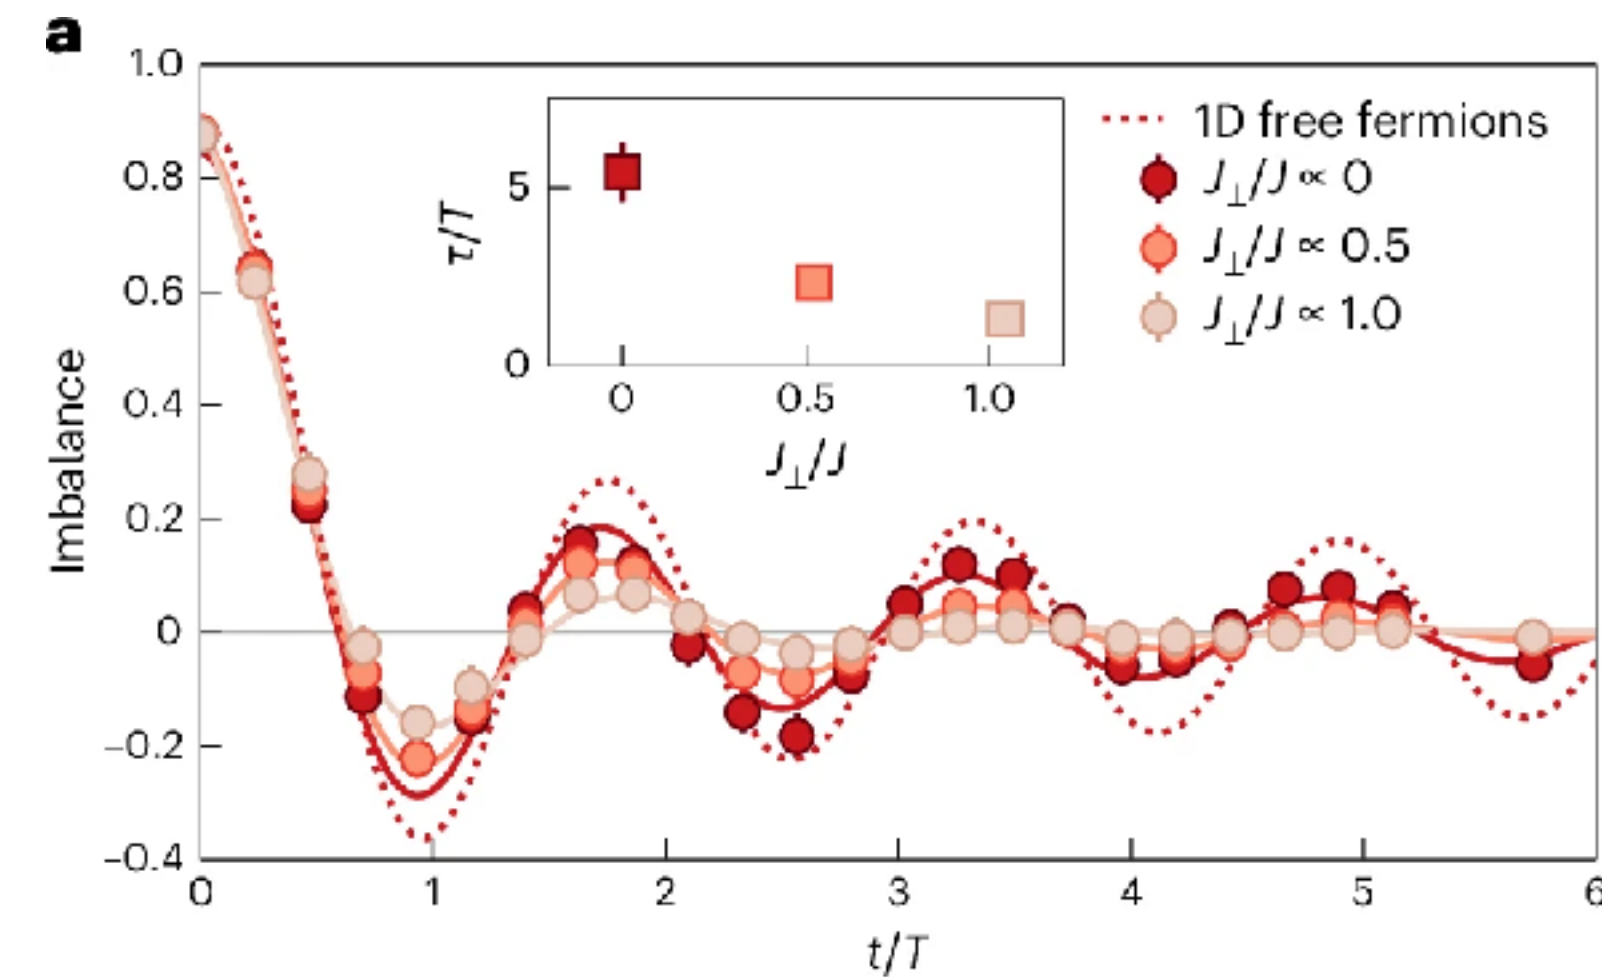 a
1.0
0.8
0.6
0.4
0.2
0
–0.2
–0.4
Imbalance
0
1
2
3
4
5
6
t/T
5
0
τ/T
0
0.5
1.0
J⊥/J
1D free fermions
J⊥/J ∝ 0
J⊥/J ∝ 0.5
J⊥/J ∝ 1.0